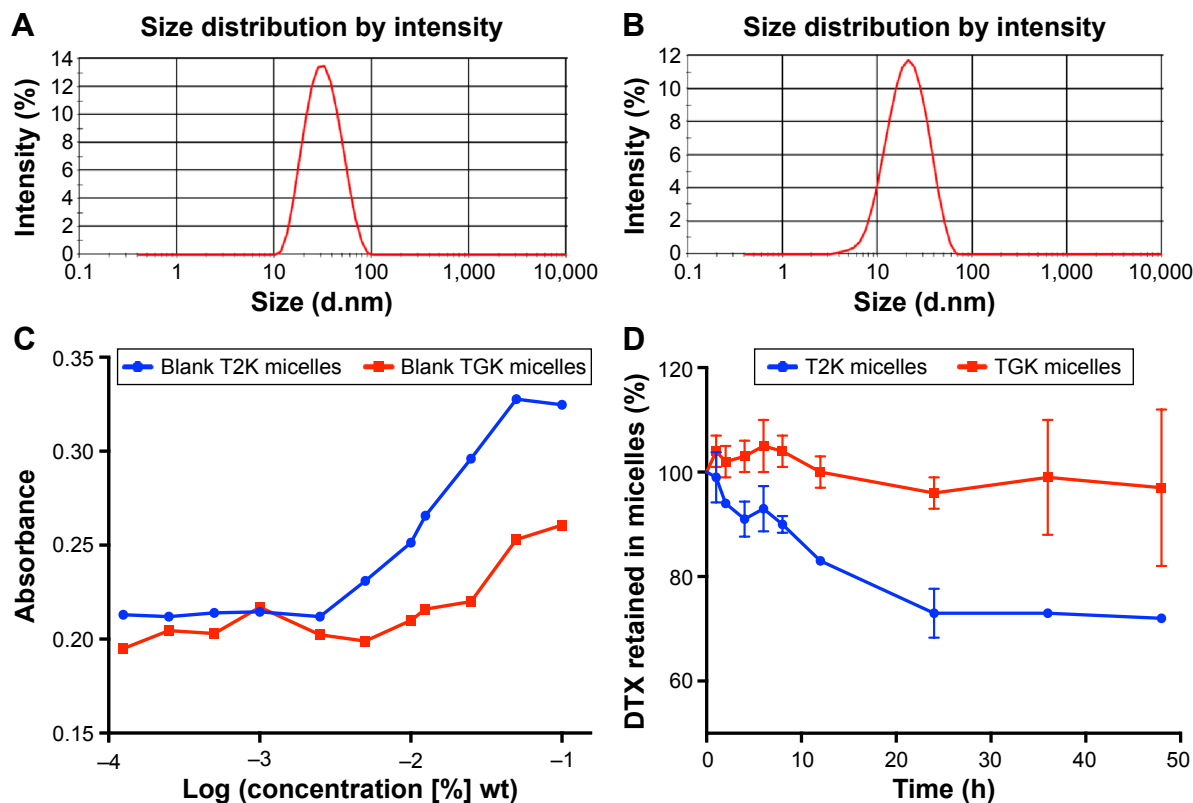 A
Size distribution by intensity
Intensity (%)
14
12
10
8
6
4
2
0
0.1
1
10
100
1,000
10,000
Size (d.nm)
B
Size distribution by intensity
Intensity (%)
12
10
8
6
4
2
0
0.1
1
10
100
1,000
10,000
Size (d.nm)
C
Blank T2K micelles
Blank TGK micelles
Absorbance
0.35
0.30
0.25
0.20
0.15
–4
–3
–2
–1
Log (concentration [%] wt)
D
T2K micelles
TGK micelles
DTX retained in micelles (%)
120
100
80
60
0
10
20
30
40
50
Time (h)